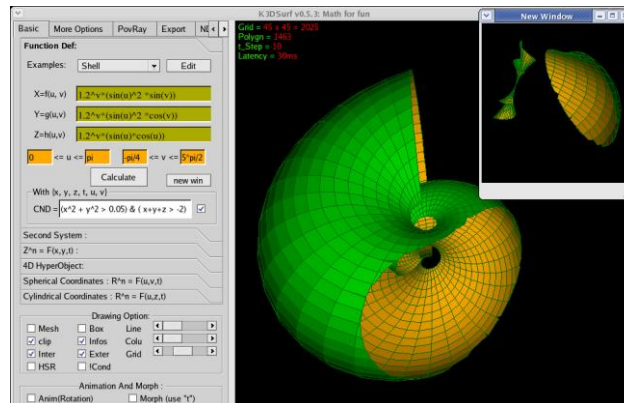 K3DSurf v0.5.3: Math for fun
Basic More Options PovRay Export
Function Def:
Examples: Shell Edit
X=f(u, v) 1.2^v*(sin(u)^2 *sin(v))
Y=g(u,v) 1.2^v*(sin(u)^2 *cos(v))
Z=h(u,v) 1.2^v*(sin(u)*cos(u))
0 <= u <= pi -pi/4 <= v <= 5*pi/2
Calculate new win
With {x, y, z, t, u, v}
CND = (x^2 + y^2 > 0.05) & ( x+y+z > -2)
Second System :
Z^n = F(x,y,t) :
4D HyperObject:
Spherical Coordinates : R^n = F(u,v,t)
Cylindrical Coordinates : R^n = F(u,z,t)
Drawing Option:
Mesh Box Line
clip Infos Colu
Inter Exter Grid
HSR !Cond
Animation And Morph :
Anim(Rotation) Morph (use "t")
Grid = 45 x 45 = 2025
Polygn = 1463
t_Step = 10
Latency = 30ms
New Window